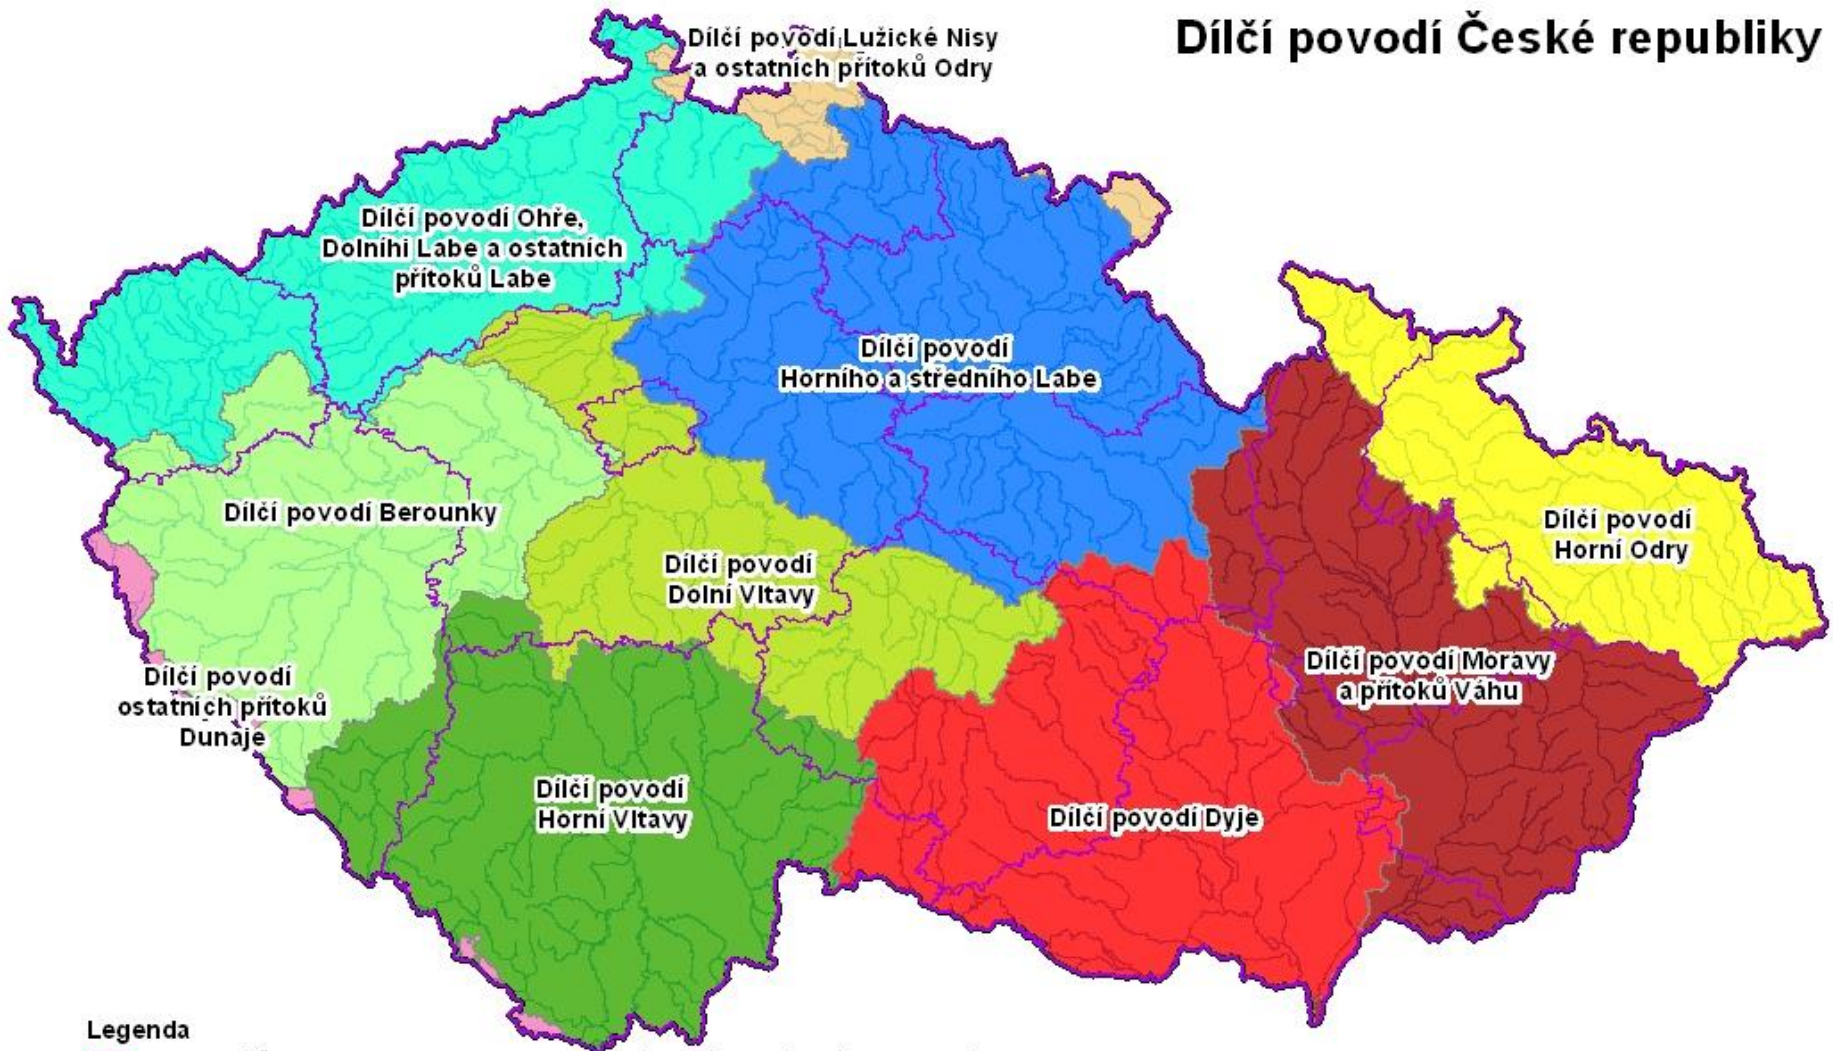 Dílčí povodí České republiky
Dílčí povodí Lužické Nisy
a ostatních přítoků Odry
Dílčí povodí Ohře,
Dolníhi Labe a ostatních
přítoků Labe
Dílčí povodí
Horního a středního Labe
Dílčí povodí Berounky
Dílčí povodí
Horní Odry
Dílčí povodí
Dolní Vltavy
Dílčí povodí
ostatních přítoků
Dunaje
Dílčí povodí Moravy
a přítoků Váhu
Dílčí povodí
Horní Vltavy
Dílčí povodí Dyje
Legenda